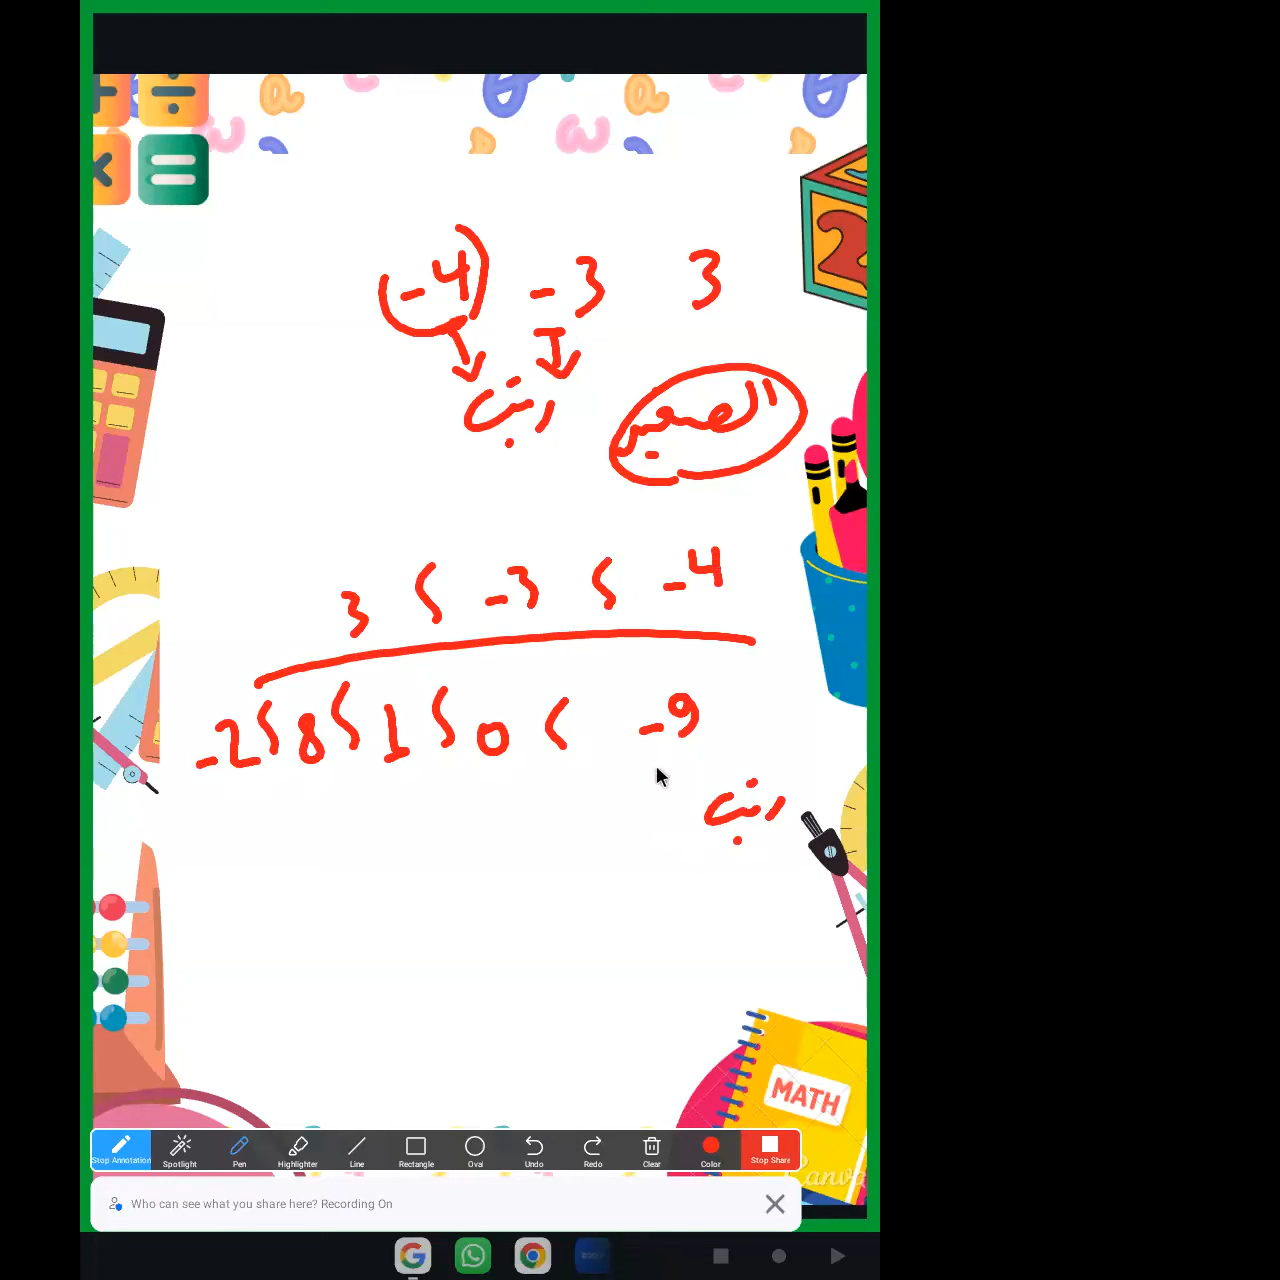 (-4) -3 3
رتب
الصغير
3 < -3 < -4
-2 < 8 < 1 < 0 < -9
رتب
MATH
Canva
Stop Annotation Spotlight Pen Highlighter Line Rectangle Oval Undo Redo Clear Color Stop Share
Who can see what you share here? Recording On